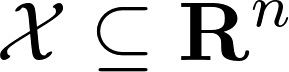 𝒳 ⊆ 𝐑ⁿ